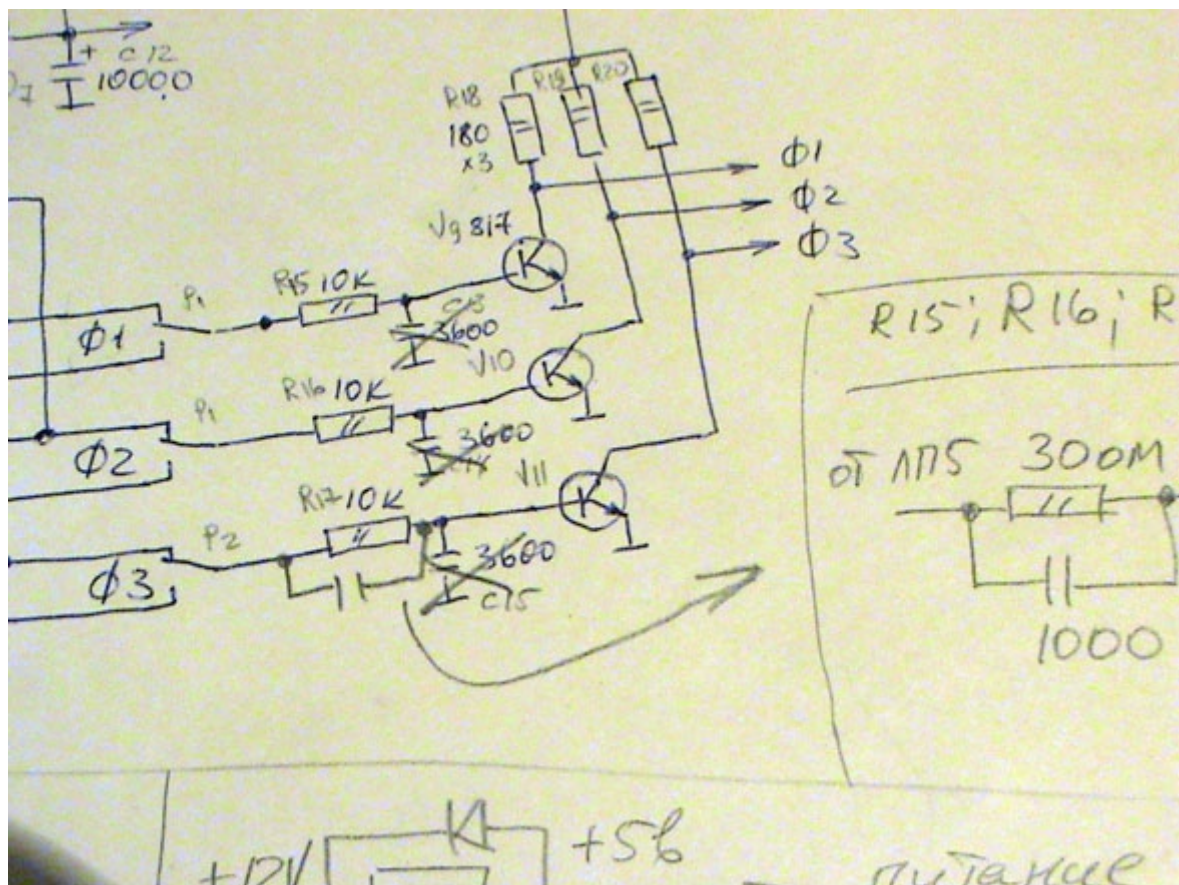 + C12
10000,0
R18
R19
R20
180
x3
Ф1
Ф2
Ф3
V9 817
P1
R15 10K
C13
3600
Ф1
R15; R16; R
V10
P1
R16 10K
3600
Ф2
от ЛП5 300м
V11
R17 10K
P2
3600
C15
Ф3
1000
+12V
+5в
питание